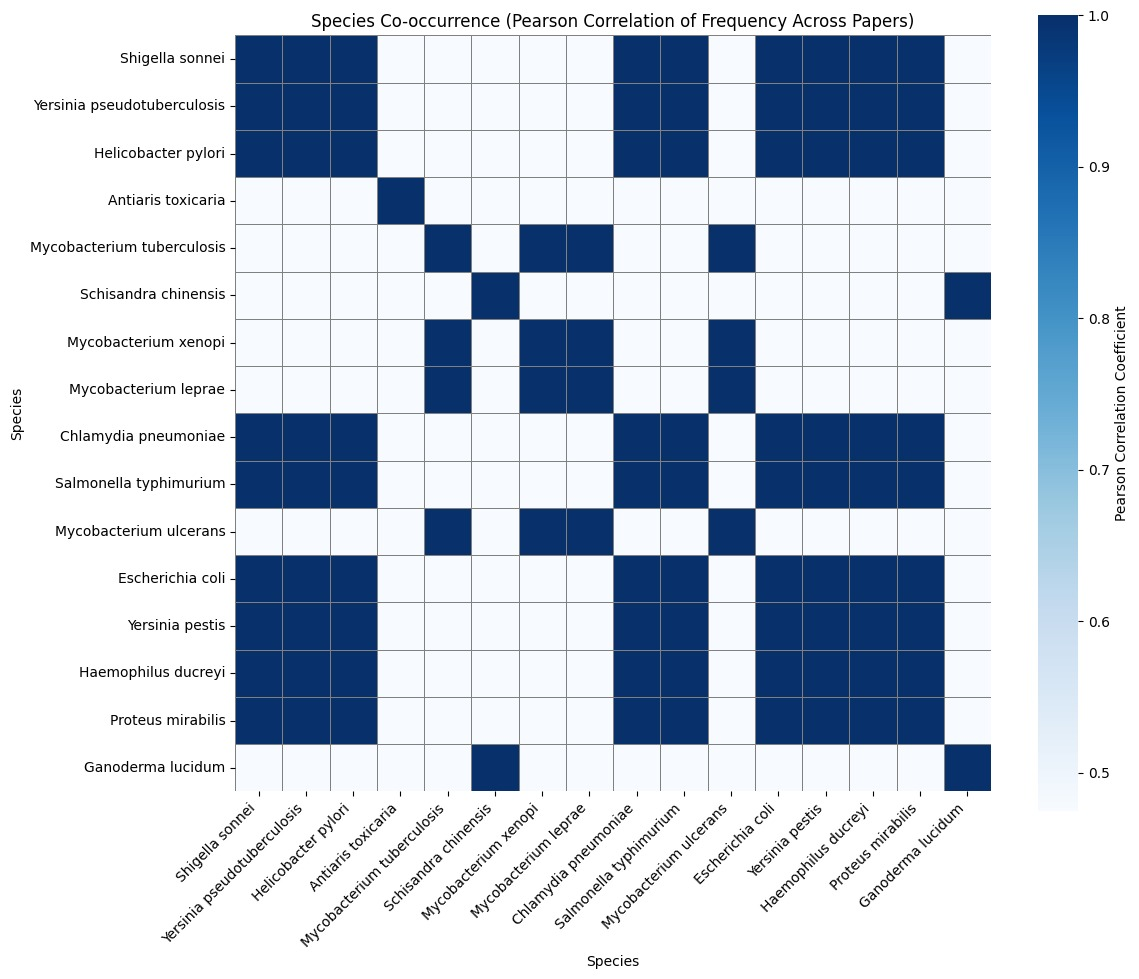 Species Co-occurrence (Pearson Correlation of Frequency Across Papers)
Shigella sonnei
Yersinia pseudotuberculosis
Helicobacter pylori
Antiaris toxicaria
Mycobacterium tuberculosis
Schisandra chinensis
Mycobacterium xenopi
Mycobacterium leprae
Chlamydia pneumoniae
Salmonella typhimurium
Mycobacterium ulcerans
Escherichia coli
Yersinia pestis
Haemophilus ducreyi
Proteus mirabilis
Ganoderma lucidum
Species
Shigella sonnei
Yersinia pseudotuberculosis
Helicobacter pylori
Antiaris toxicaria
Mycobacterium tuberculosis
Schisandra chinensis
Mycobacterium xenopi
Mycobacterium leprae
Chlamydia pneumoniae
Salmonella typhimurium
Mycobacterium ulcerans
Escherichia coli
Yersinia pestis
Haemophilus ducreyi
Proteus mirabilis
Ganoderma lucidum
Species
1.0
0.9
0.8
0.7
0.6
0.5
Pearson Correlation Coefficient